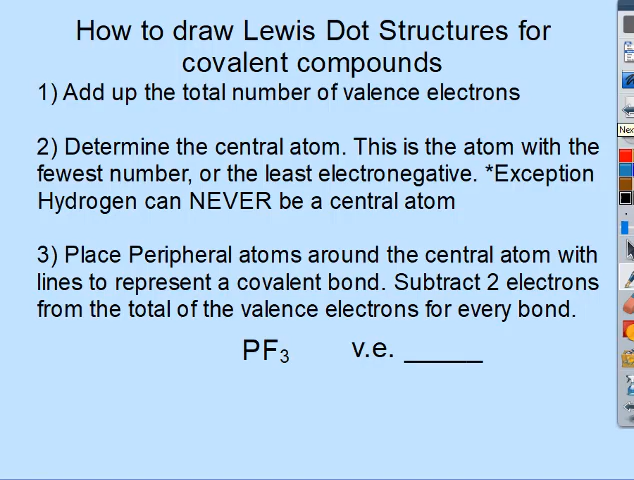 How to draw Lewis Dot Structures for
covalent compounds
1) Add up the total number of valence electrons
2) Determine the central atom. This is the atom with the
fewest number, or the least electronegative. *Exception
Hydrogen can NEVER be a central atom
3) Place Peripheral atoms around the central atom with
lines to represent a covalent bond. Subtract 2 electrons
from the total of the valence electrons for every bond.
PF₃ v.e. _____
Nex